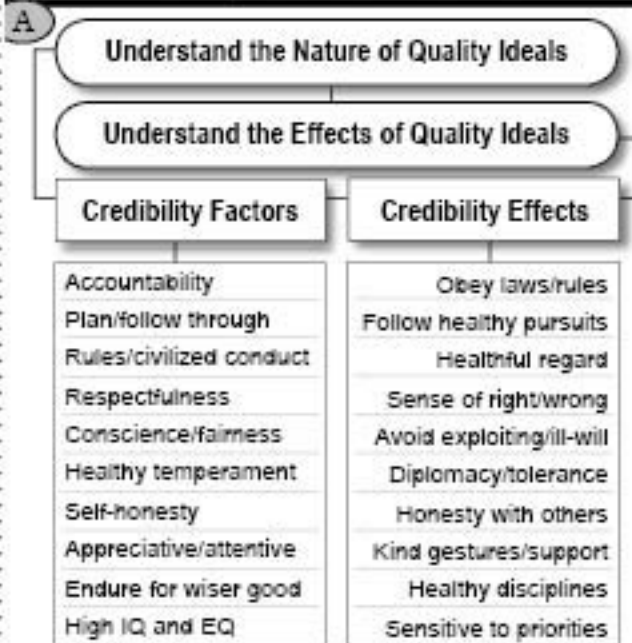 A
Understand the Nature of Quality Ideals
Understand the Effects of Quality Ideals
Credibility Factors
Accountability
Plan/follow through
Rules/civilized conduct
Respectfulness
Conscience/fairness
Healthy temperament
Self-honesty
Appreciative/attentive
Endure for wiser good
High IQ and EQ
Credibility Effects
Obey laws/rules
Follow healthy pursuits
Healthful regard
Sense of right/wrong
Avoid exploiting/ill-will
Diplomacy/tolerance
Honesty with others
Kind gestures/support
Healthy disciplines
Sensitive to priorities